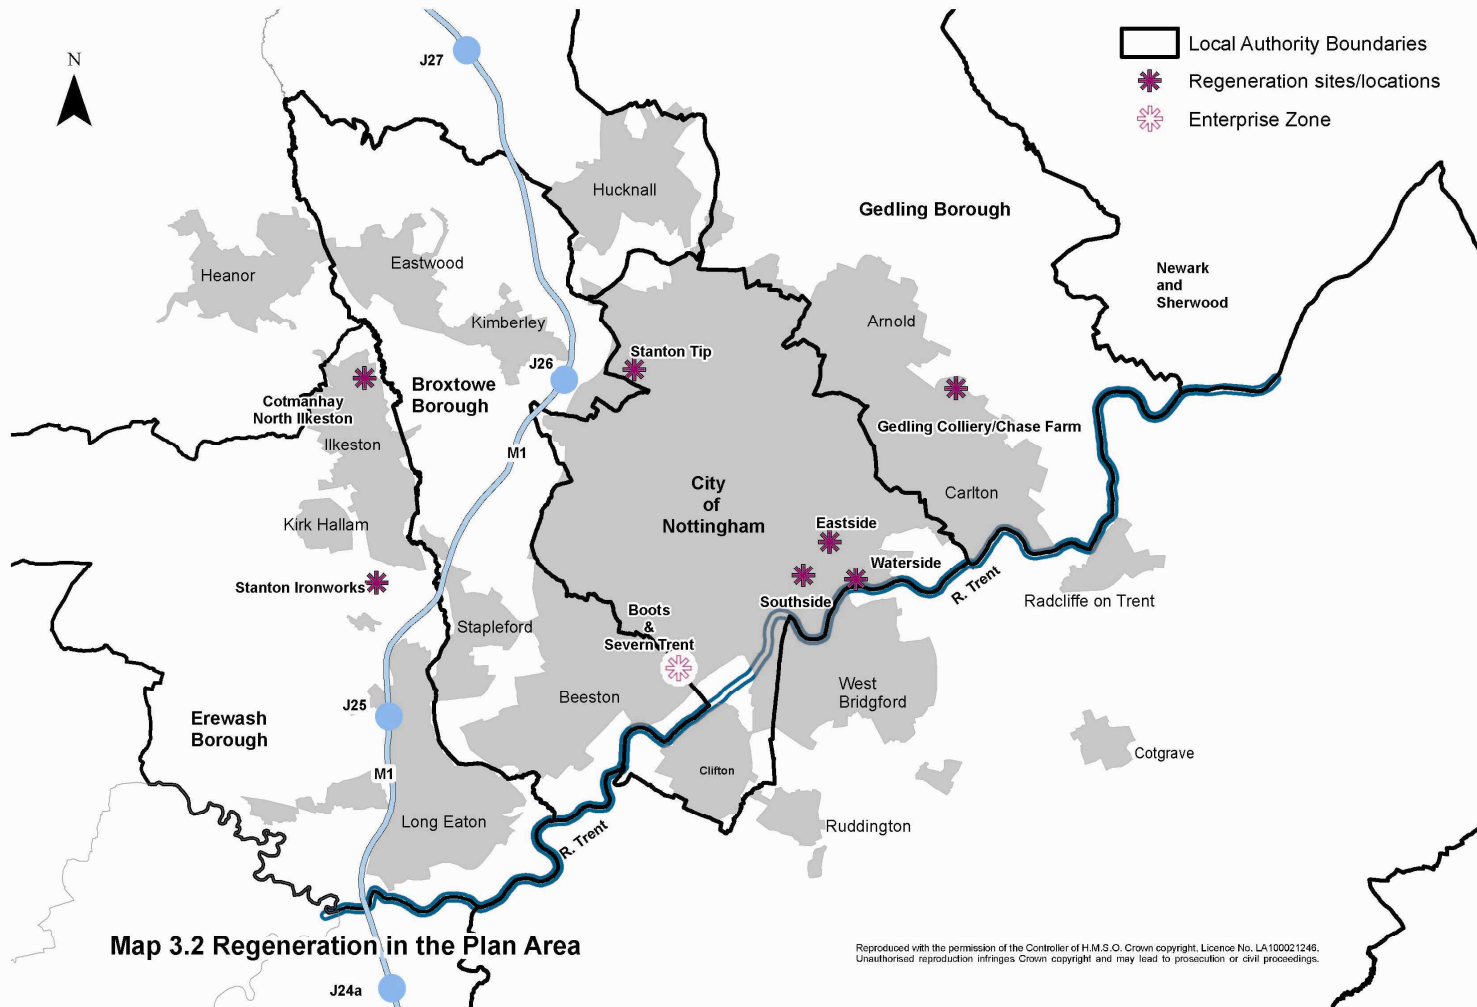 N
J27
Local Authority Boundaries
Regeneration sites/locations
Enterprise Zone
Hucknall
Gedling Borough
Heanor
Eastwood
Newark
and
Sherwood
Kimberley
Arnold
Stanton Tip
J26
Broxtowe
Borough
Cotmanhay
North Ilkeston
Ilkeston
Gedling Colliery/Chase Farm
M1
City
of
Nottingham
Carlton
Kirk Hallam
Eastside
Waterside
Stanton Ironworks
R. Trent
Radcliffe on Trent
Southside
Boots
&
Severn Trent
Stapleford
Beeston
West
Bridgford
J25
Erewash
Borough
Cotgrave
M1
Clifton
Long Eaton
Ruddington
R. Trent
Map 3.2 Regeneration in the Plan Area
Reproduced with the permission of the Controller of H.M.S.O. Crown copyright. Licence No. LA100021246.
Unauthorised reproduction infringes Crown copyright and may lead to prosecution or civil proceedings.
J24a